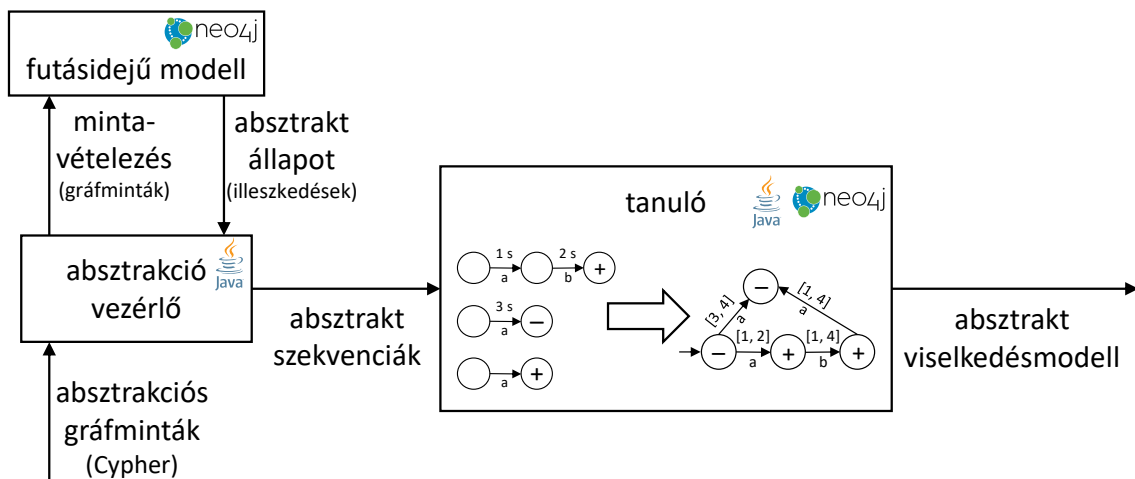 neo4j
futásidejű modell
minta-
vételezés
(gráfminták)
absztrakt
állapot
(illeszkedések)
absztrakció
vezérlő
Java
absztrakciós
gráfminták
(Cypher)
absztrakt
szekvenciák
tanuló
Java
neo4j
1 s
a
2 s
b
+
3 s
a
−
a
+
−
[3, 4]
a
[1, 4]
a
−
[1, 2]
a
+
[1, 4]
b
+
absztrakt
viselkedésmodell